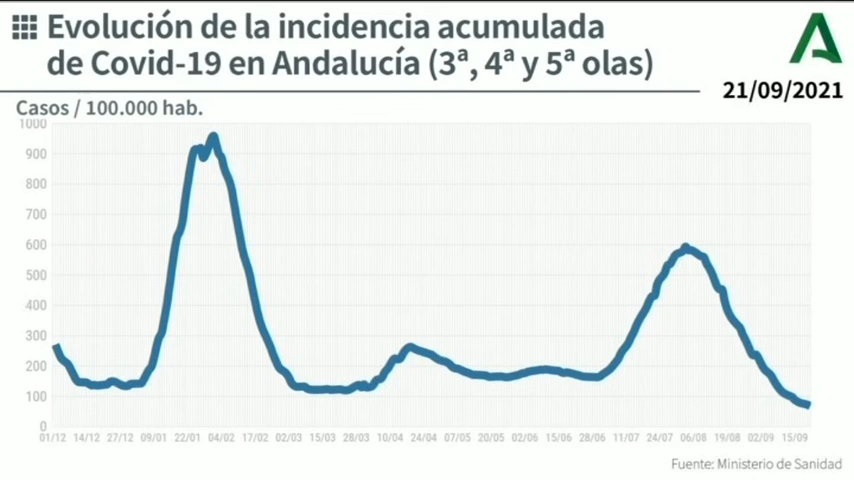 Evolución de la incidencia acumulada
de Covid-19 en Andalucía (3ª, 4ª y 5ª olas)
21/09/2021
Casos / 100.000 hab.
1000
900
800
700
600
500
400
300
200
100
0
01/12 14/12 27/12 09/01 22/01 04/02 17/02 02/03 15/03 28/03 10/04 24/04 07/05 20/05 02/06 15/06 28/06 11/07 24/07 06/08 19/08 02/09 15/09
Fuente: Ministerio de Sanidad